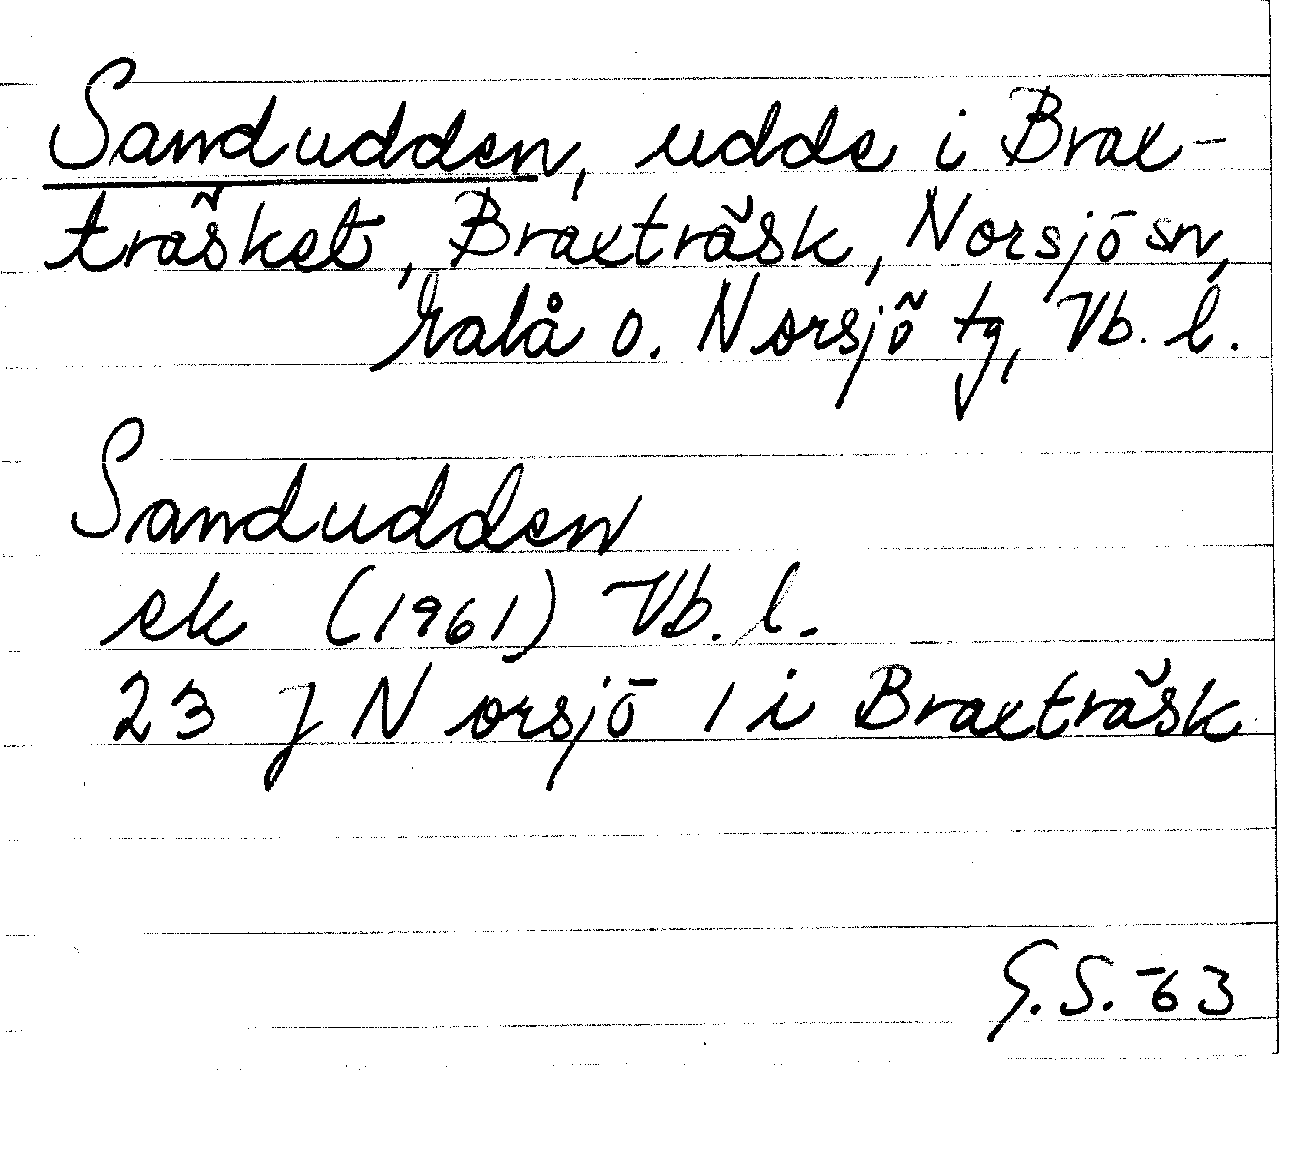 Sandudden, udde i Brax-
träsket, Braxträsk, Norsjö sn,
Malå o. Norsjö tg, Vb. l.
Sandudden
ek (1961) Vb. l.
23 J Norsjö 1 i Braxträsk
G.S. -63